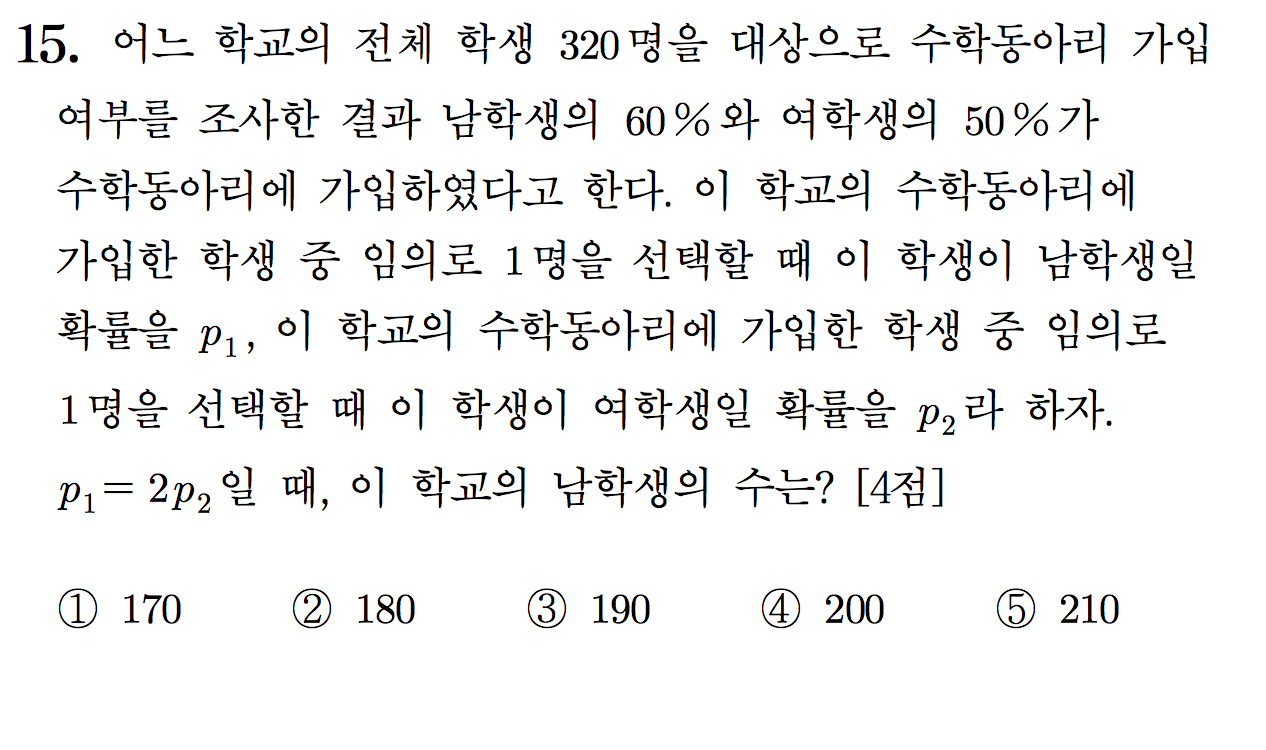 15. 어느 학교의 전체 학생 320명을 대상으로 수학동아리 가입
여부를 조사한 결과 남학생의 60%와 여학생의 50%가
수학동아리에 가입하였다고 한다. 이 학교의 수학동아리에
가입한 학생 중 임의로 1명을 선택할 때 이 학생이 남학생일
확률을 p₁, 이 학교의 수학동아리에 가입한 학생 중 임의로
1명을 선택할 때 이 학생이 여학생일 확률을 p₂라 하자.
p₁= 2p₂일 때, 이 학교의 남학생의 수는? [4점]
① 170 ② 180 ③ 190 ④ 200 ⑤ 210